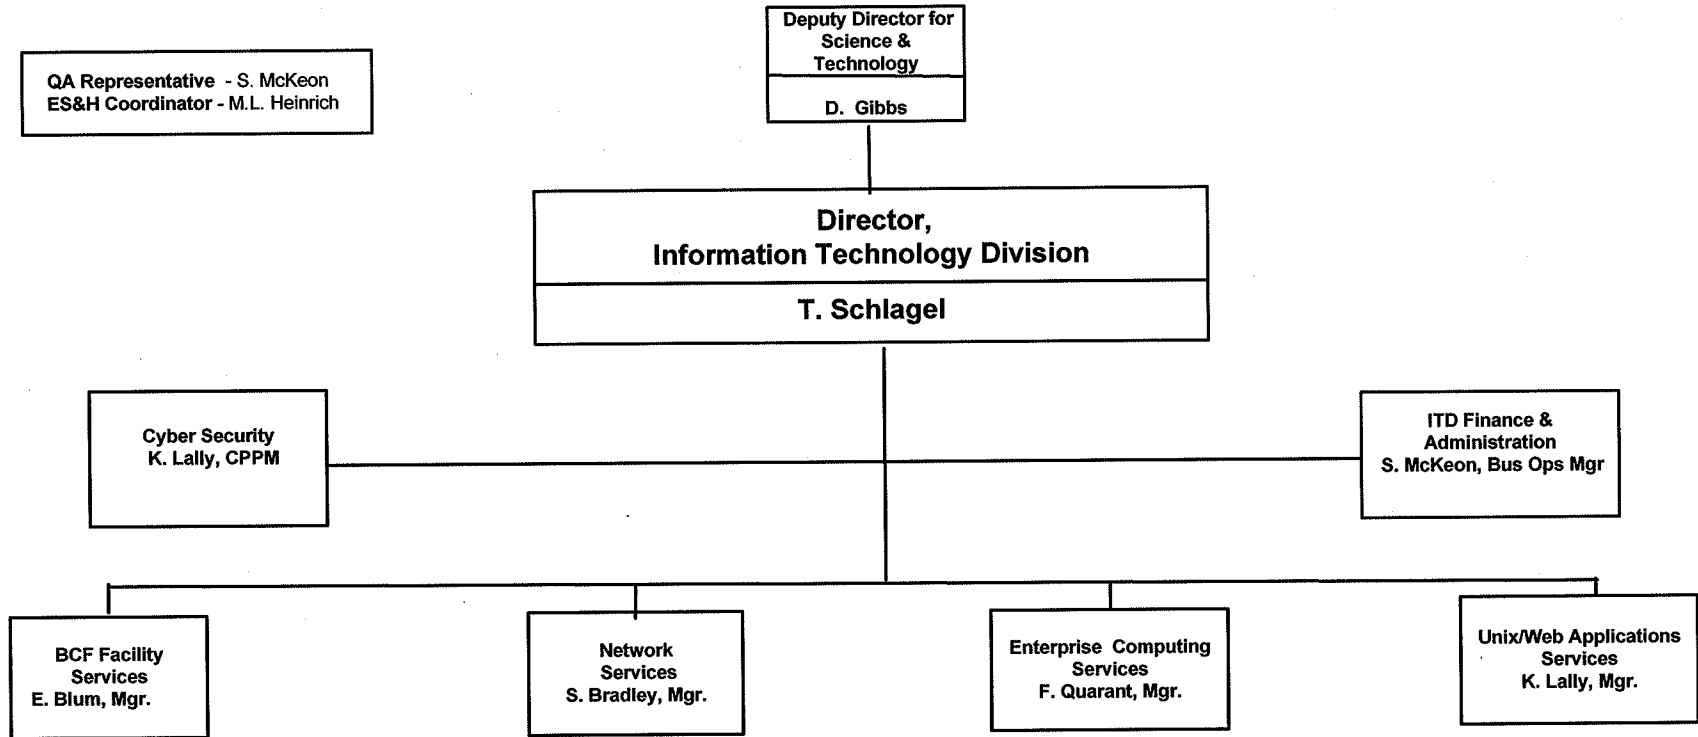 Deputy Director for
Science &
Technology
D. Gibbs
QA Representative - S. McKeon
ES&H Coordinator - M.L. Heinrich
Director,
Information Technology Division
T. Schlagel
Cyber Security
K. Lally, CPPM
ITD Finance &
Administration
S. McKeon, Bus Ops Mgr
BCF Facility
Services
E. Blum, Mgr.
Network
Services
S. Bradley, Mgr.
Enterprise Computing
Services
F. Quarant, Mgr.
Unix/Web Applications
Services
K. Lally, Mgr.